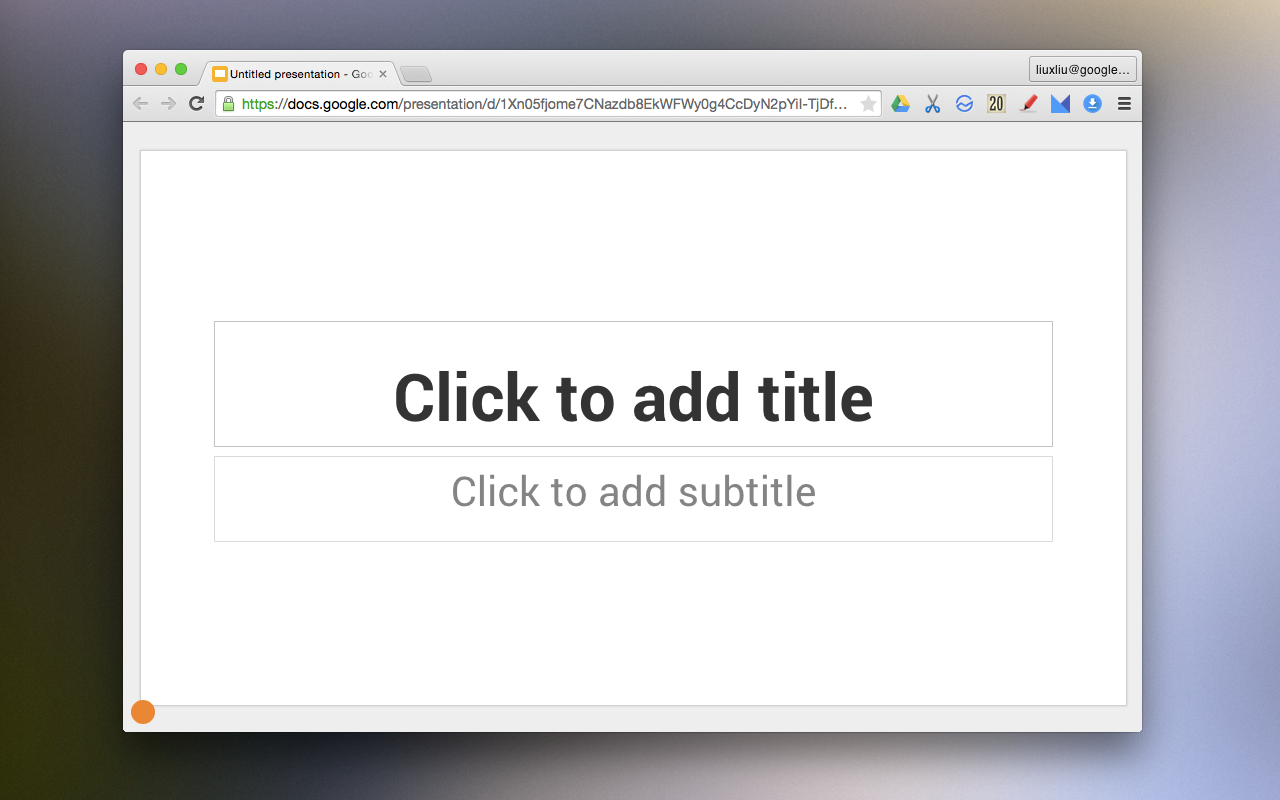 Untitled presentation - Goo
liuxliu@google...
https://docs.google.com/presentation/d/1Xn05fjome7CNazdb8EkWFWy0g4CcDyN2pYiI-TjDf...
20
Click to add title
Click to add subtitle